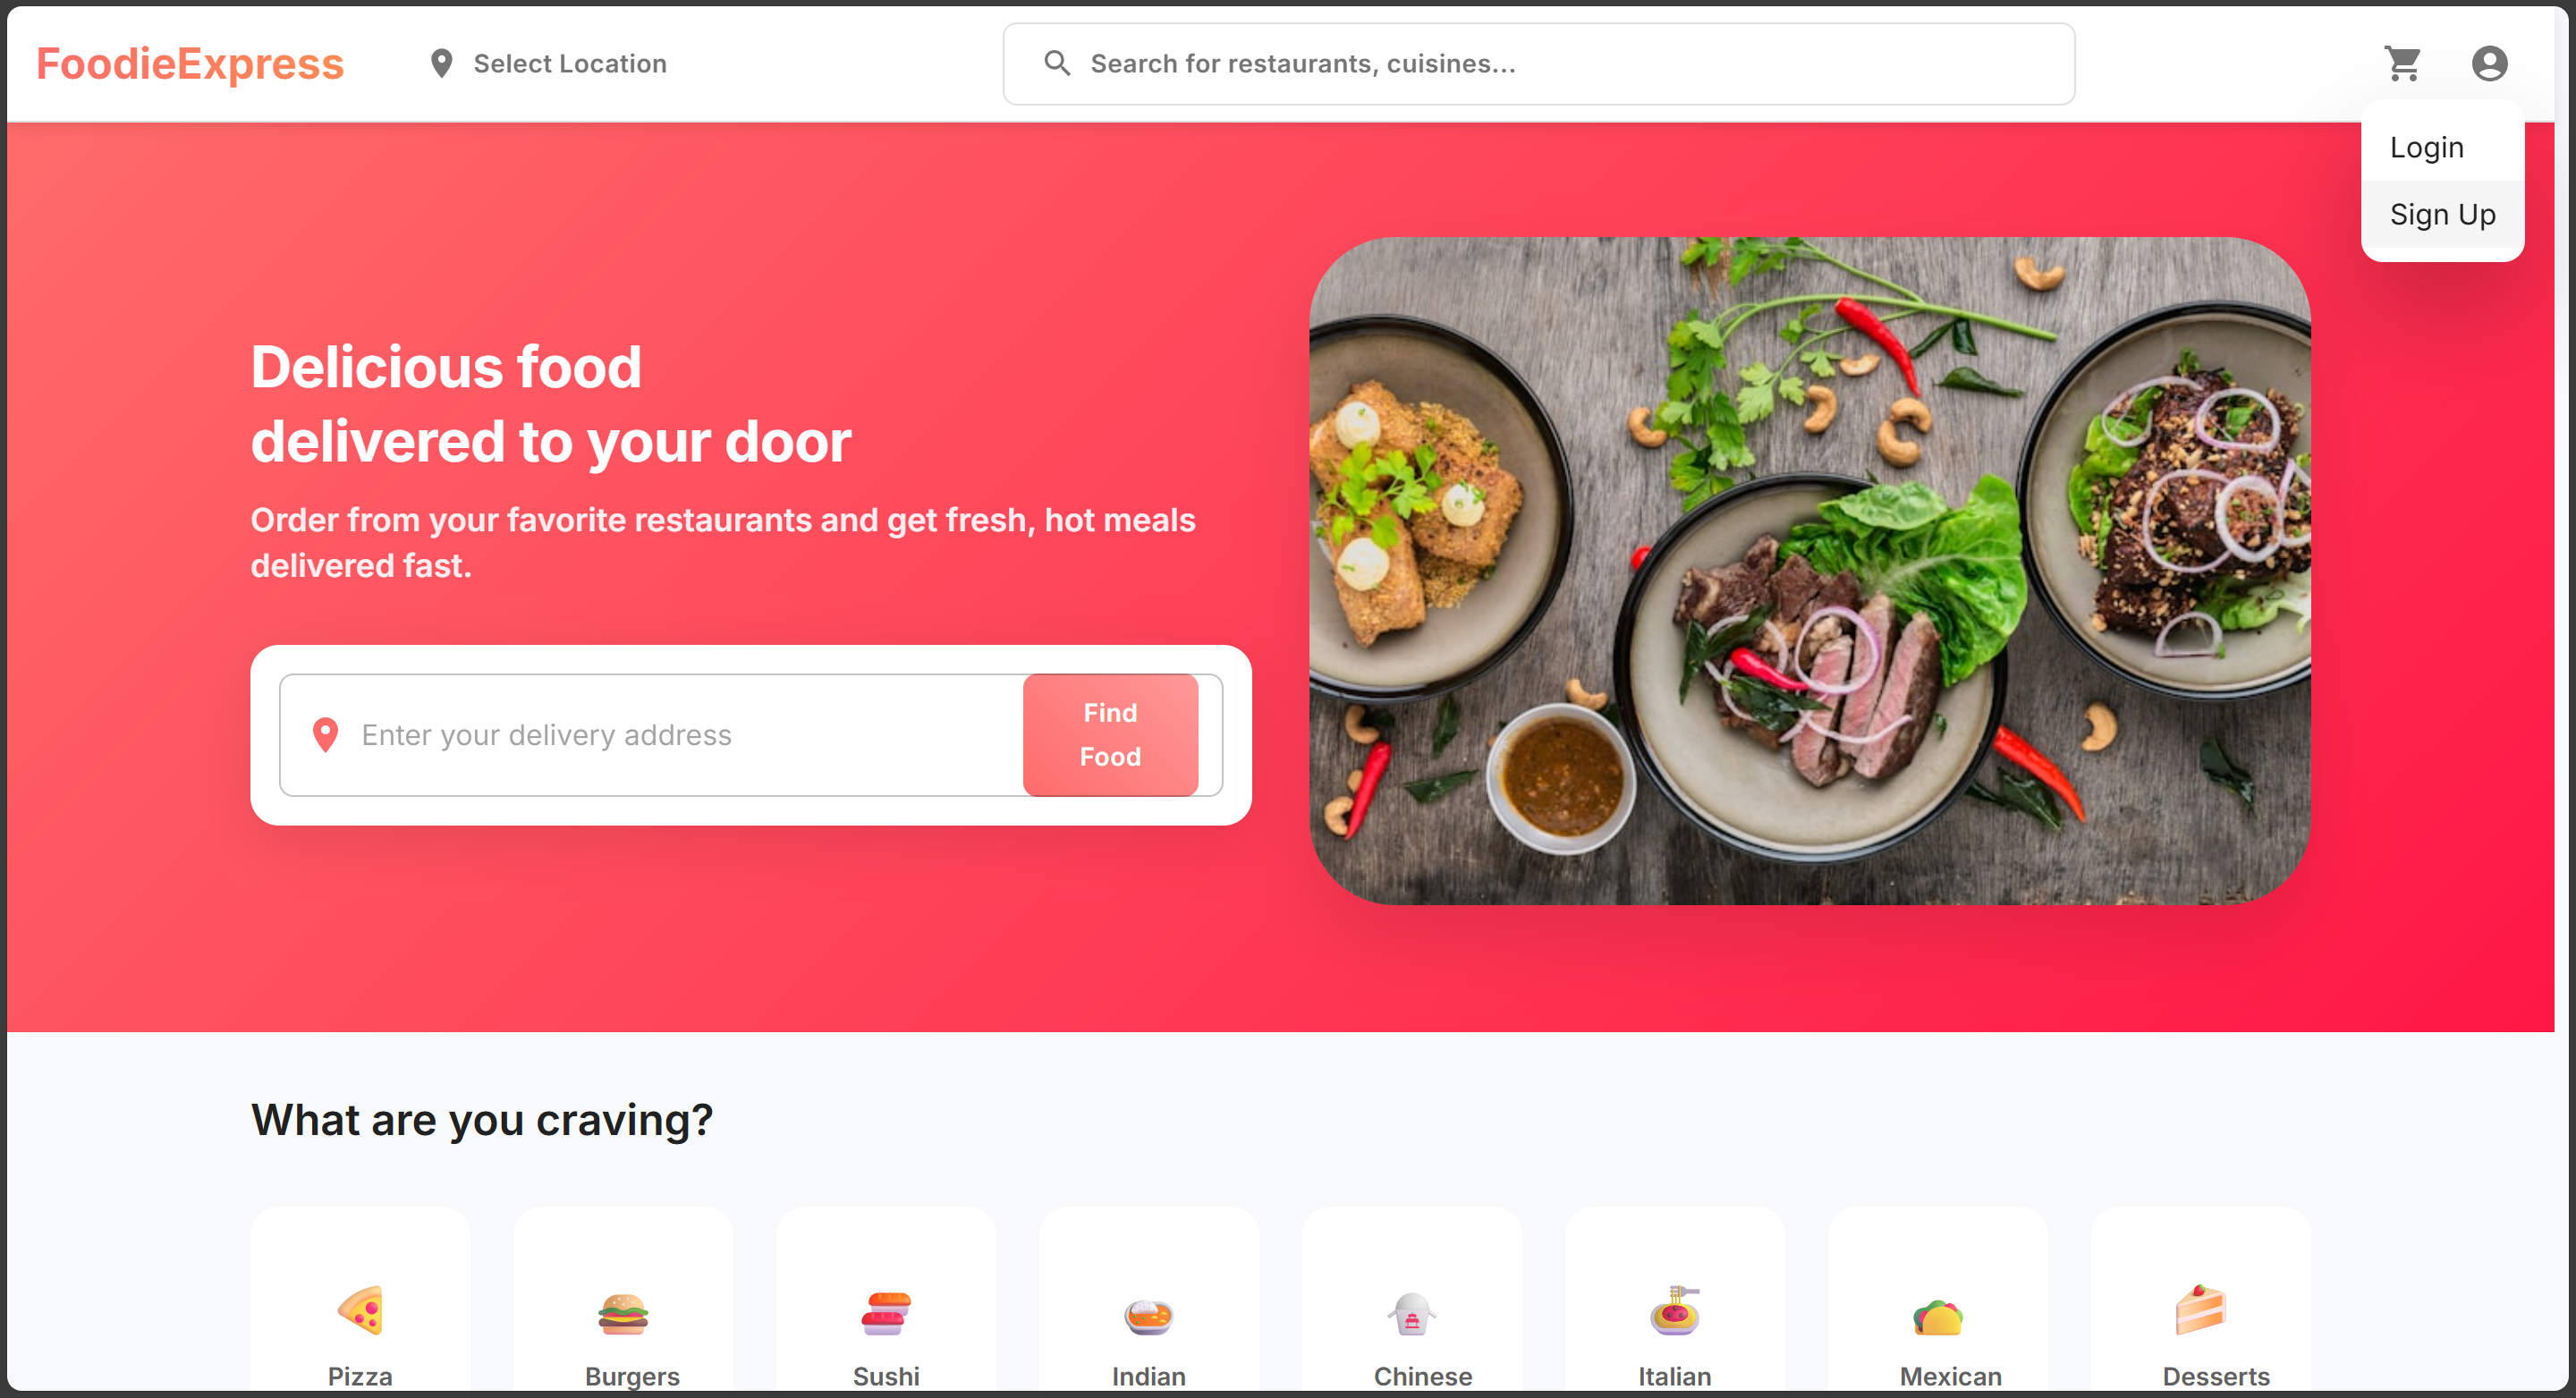 FoodieExpress
Select Location
Search for restaurants, cuisines...
Login
Sign Up
Delicious food
delivered to your door
Order from your favorite restaurants and get fresh, hot meals
delivered fast.
Enter your delivery address
Find
Food
What are you craving?
Pizza
Burgers
Sushi
Indian
Chinese
Italian
Mexican
Desserts